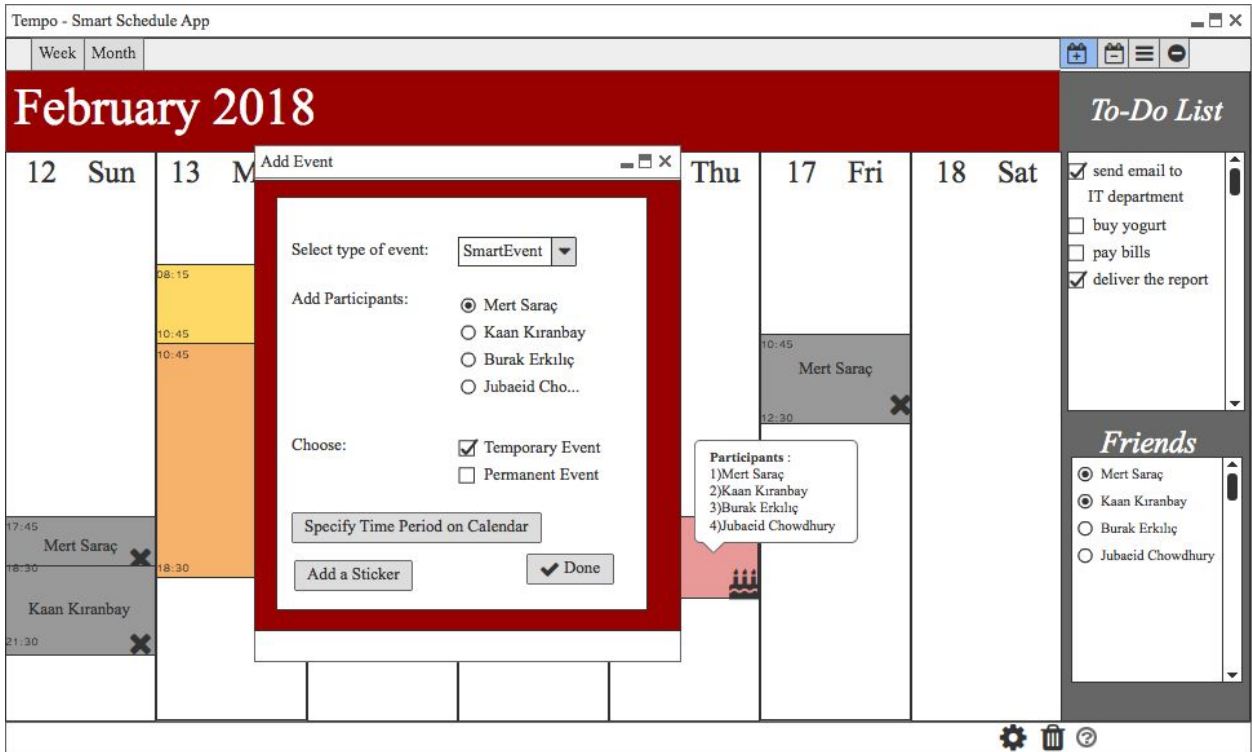 Tempo - Smart Schedule App
Week Month
February 2018
To-Do List
12 Sun 13 M Thu 17 Fri 18 Sat
send email to
IT department
buy yogurt
pay bills
deliver the report
Add Event
Select type of event: SmartEvent
Add Participants: Mert Saraç
Kaan Kıranbay
Burak Erkılıç
Jubaeid Cho...
Choose: Temporary Event
Permanent Event
Specify Time Period on Calendar
Add a Sticker Done
08:15
10:45
10:45
18:30
17:45
Mert Saraç
18:30
Kaan Kıranbay
21:30
10:45
Mert Saraç
12:30
Participants :
1)Mert Saraç
2)Kaan Kıranbay
3)Burak Erkılıç
4)Jubaeid Chowdhury
Friends
Mert Saraç
Kaan Kıranbay
Burak Erkılıç
Jubaeid Chowdhury